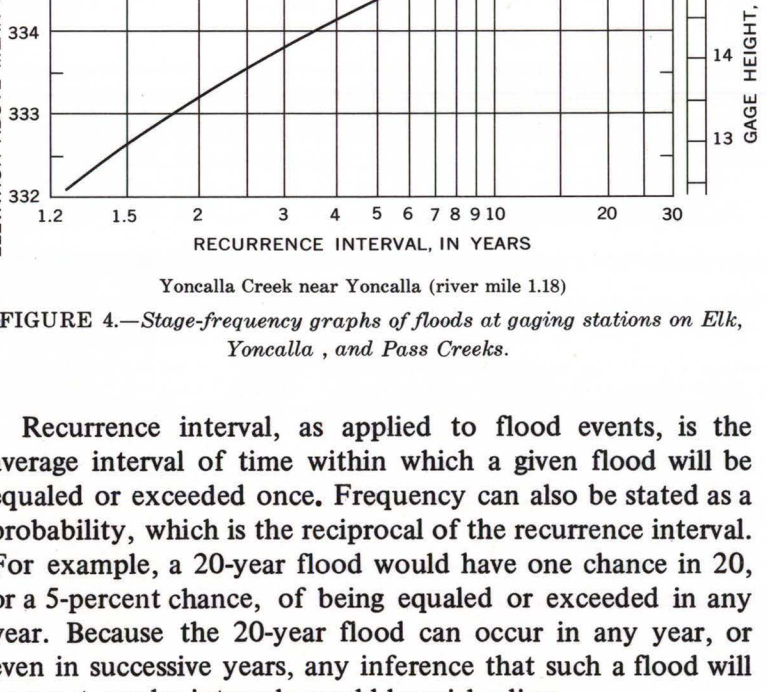 334
333
332
14
13
GAGE HEIGHT,
1.2 1.5 2 3 4 5 6 7 8 9 10 20 30
RECURRENCE INTERVAL, IN YEARS
Yoncalla Creek near Yoncalla (river mile 1.18)
FIGURE 4.—Stage-frequency graphs of floods at gaging stations on Elk,
Yoncalla , and Pass Creeks.
Recurrence interval, as applied to flood events, is the
average interval of time within which a given flood will be
equaled or exceeded once. Frequency can also be stated as a
probability, which is the reciprocal of the recurrence interval.
For example, a 20-year flood would have one chance in 20,
or a 5-percent chance, of being equaled or exceeded in any
year. Because the 20-year flood can occur in any year, or
even in successive years, any inference that such a flood will